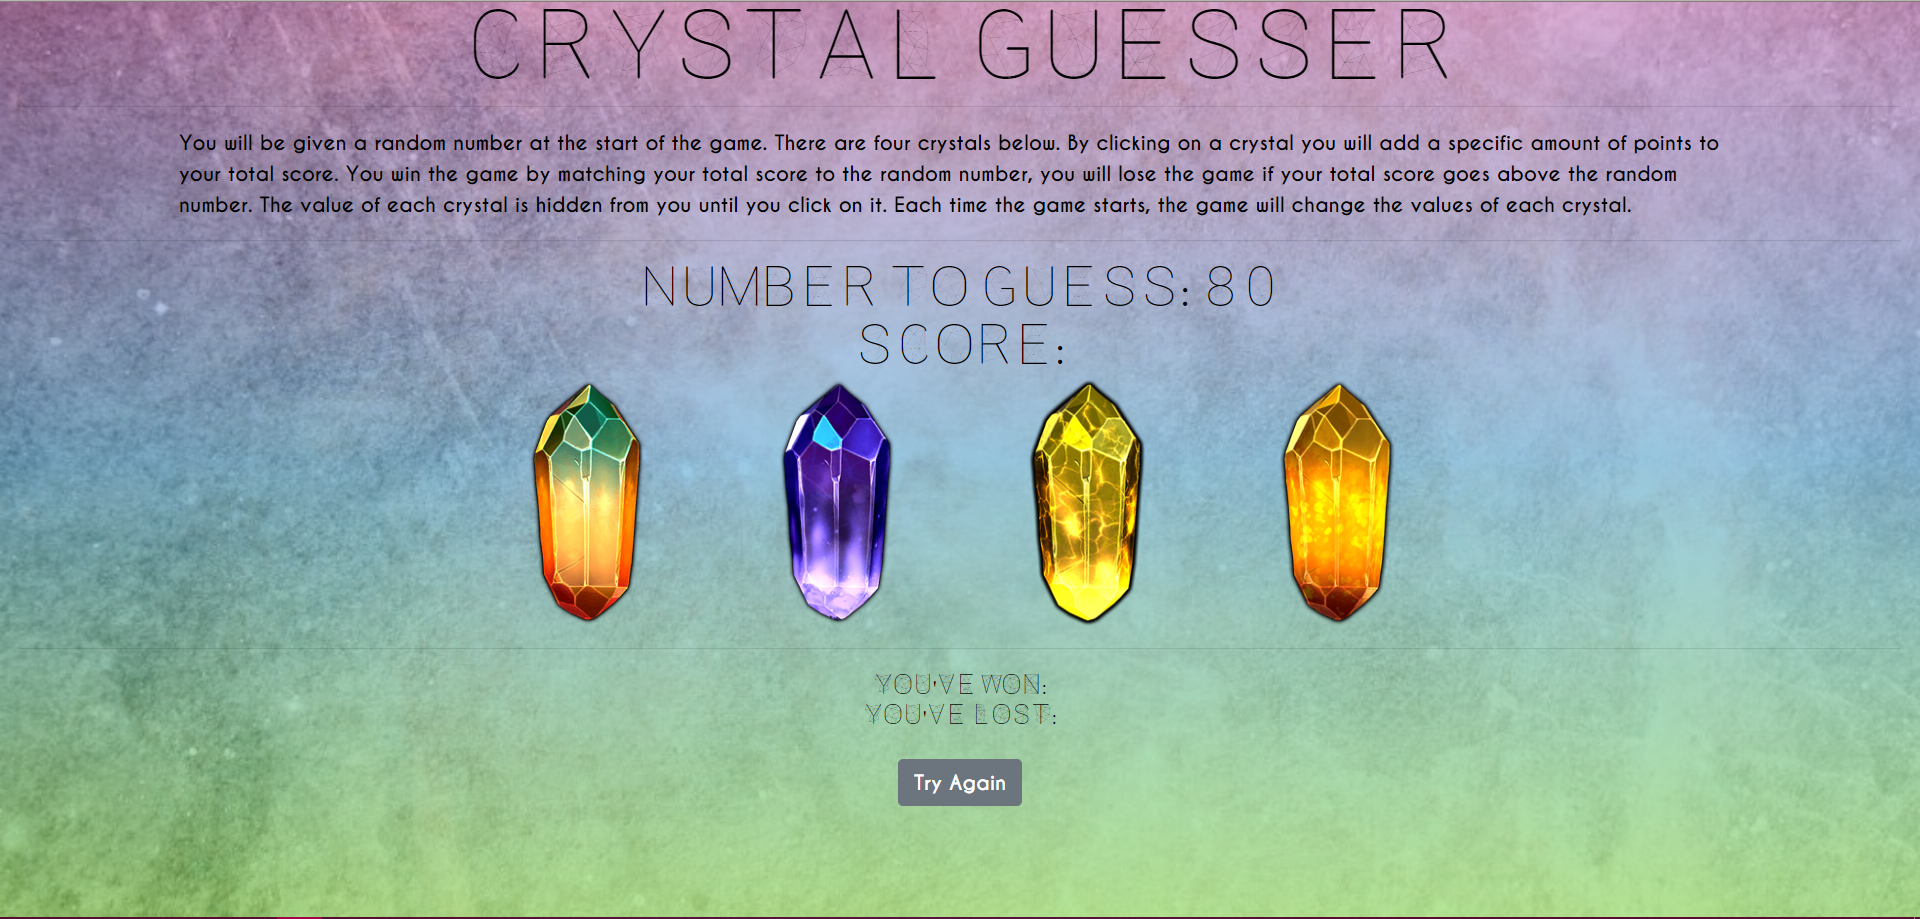 CRYSTAL GUESSER
You will be given a random number at the start of the game. There are four crystals below. By clicking on a crystal you will add a specific amount of points to
your total score. You win the game by matching your total score to the random number, you will lose the game if your total score goes above the random
number. The value of each crystal is hidden from you until you click on it. Each time the game starts, the game will change the values of each crystal.
NUMBER TO GUESS: 80
SCORE:
YOU'VE WON:
YOU'VE LOST:
Try Again